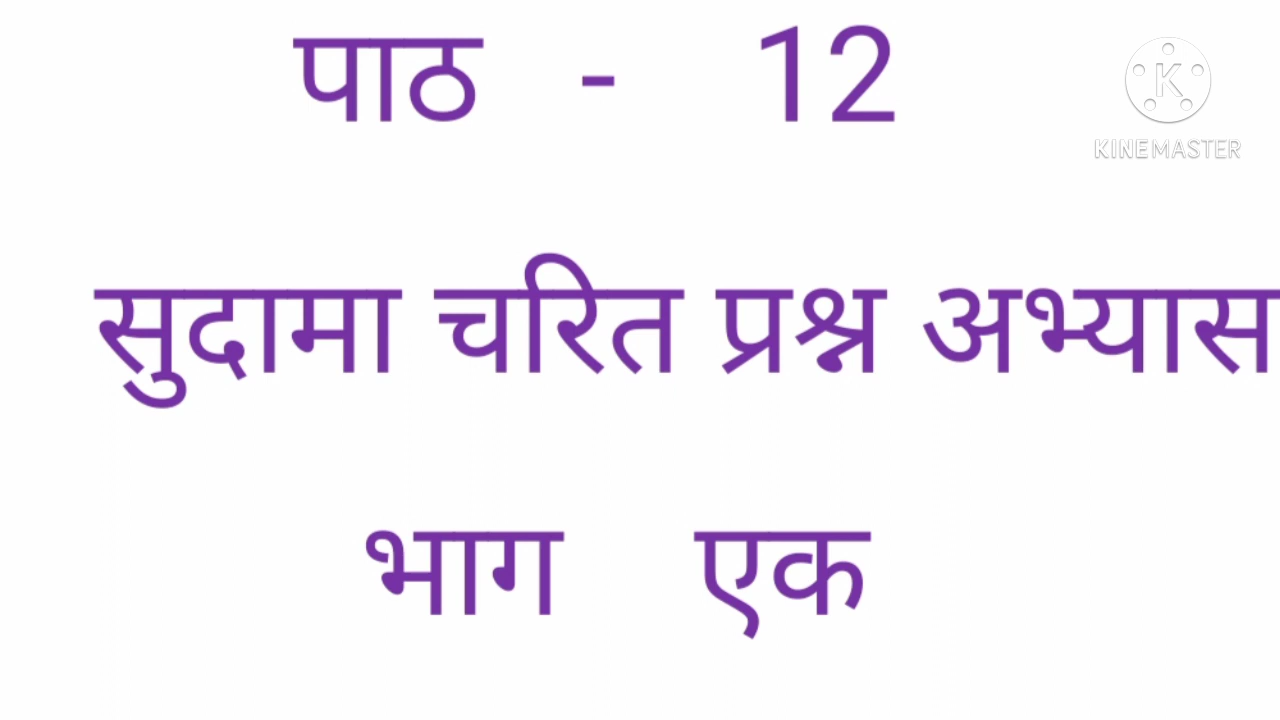 पाठ - 12
KINEMASTER
सुदामा चरित प्रश्न अभ्यास
भाग एक